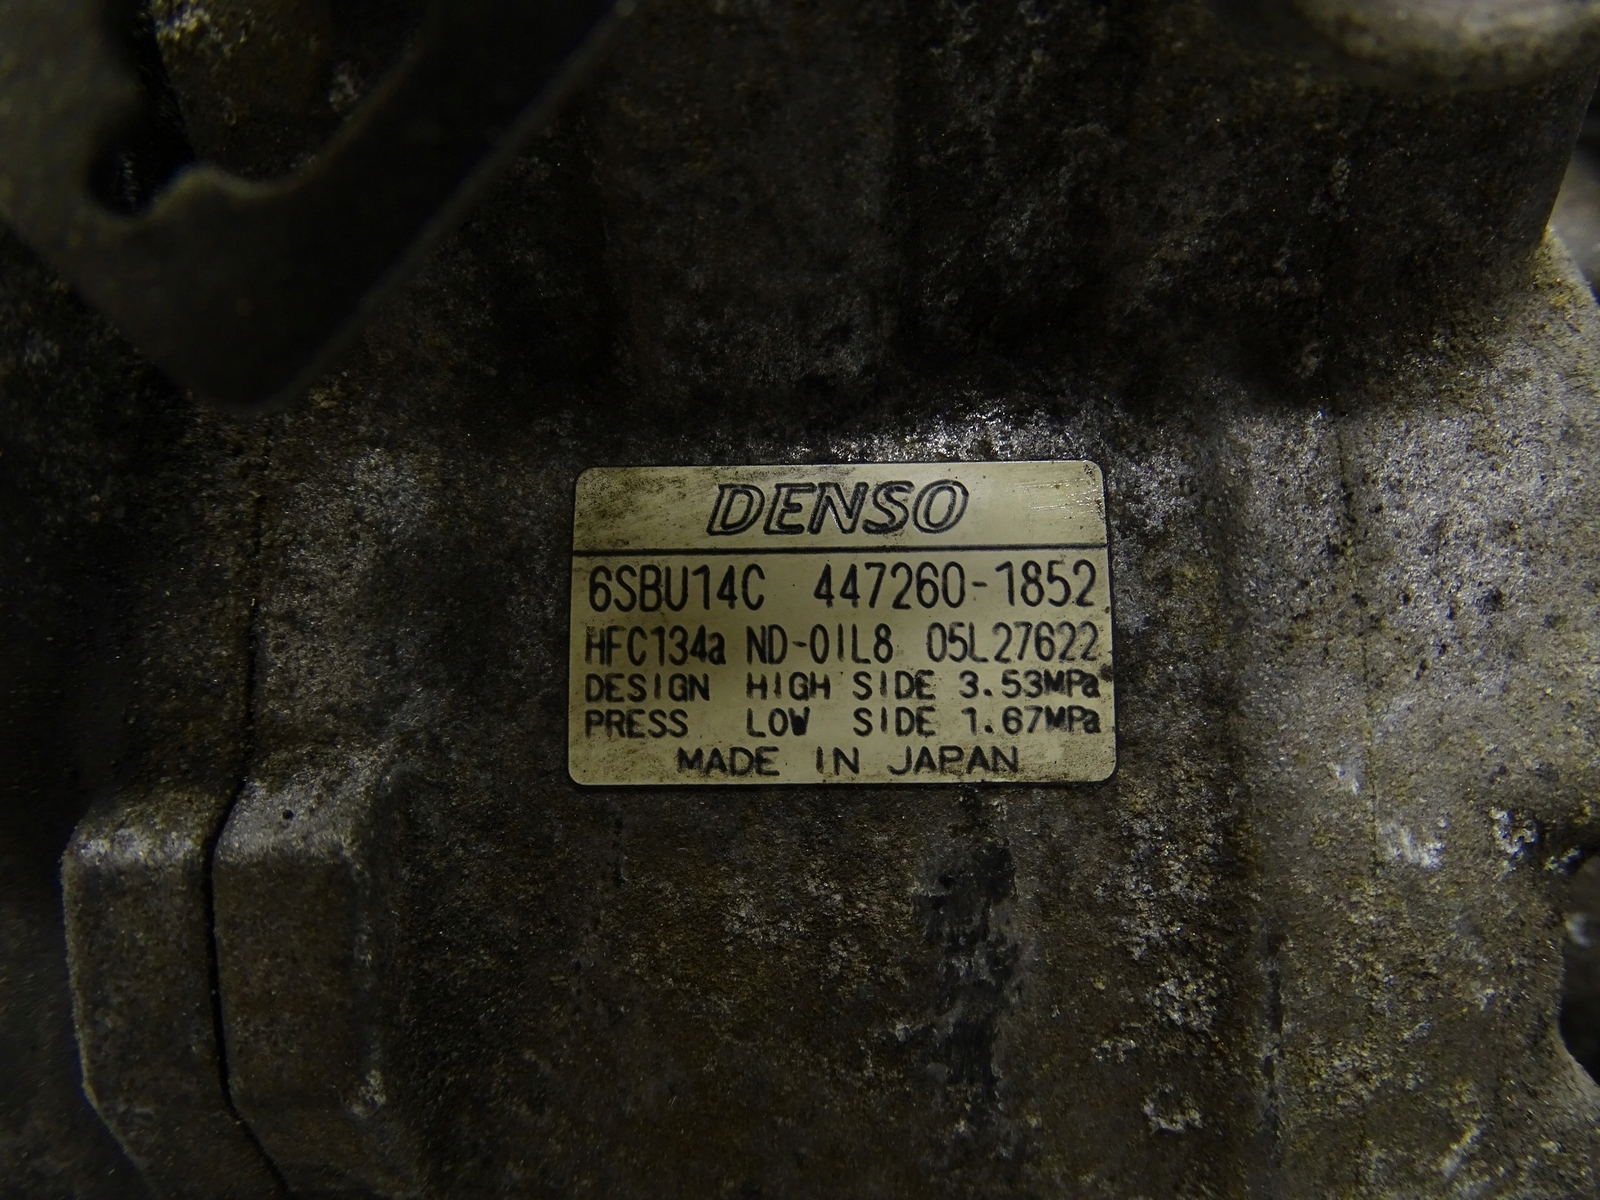 DENSO
6SBU14C 447260-1852
HFC134a ND-OIL8 05L27622
DESIGN HIGH SIDE 3.53MPa
PRESS LOW SIDE 1.67MPa
MADE IN JAPAN